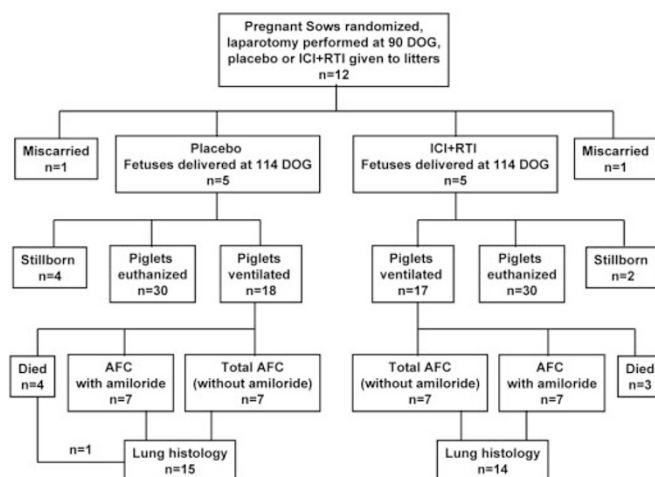 Pregnant Sows randomized,
laparotomy performed at 90 DOG,
placebo or ICI+RTI given to litters
n=12
Miscarried
n=1
Placebo
Fetuses delivered at 114 DOG
n=5
ICI+RTI
Fetuses delivered at 114 DOG
n=5
Miscarried
n=1
Stillborn
n=4
Piglets
euthanized
n=30
Piglets
ventilated
n=18
Piglets
ventilated
n=17
Piglets
euthanized
n=30
Stillborn
n=2
Died
n=4
AFC
with amiloride
n=7
Total AFC
(without amiloride)
n=7
Total AFC
(without amiloride)
n=7
AFC
with amiloride
n=7
Died
n=3
n=1
Lung histology
n=15
Lung histology
n=14